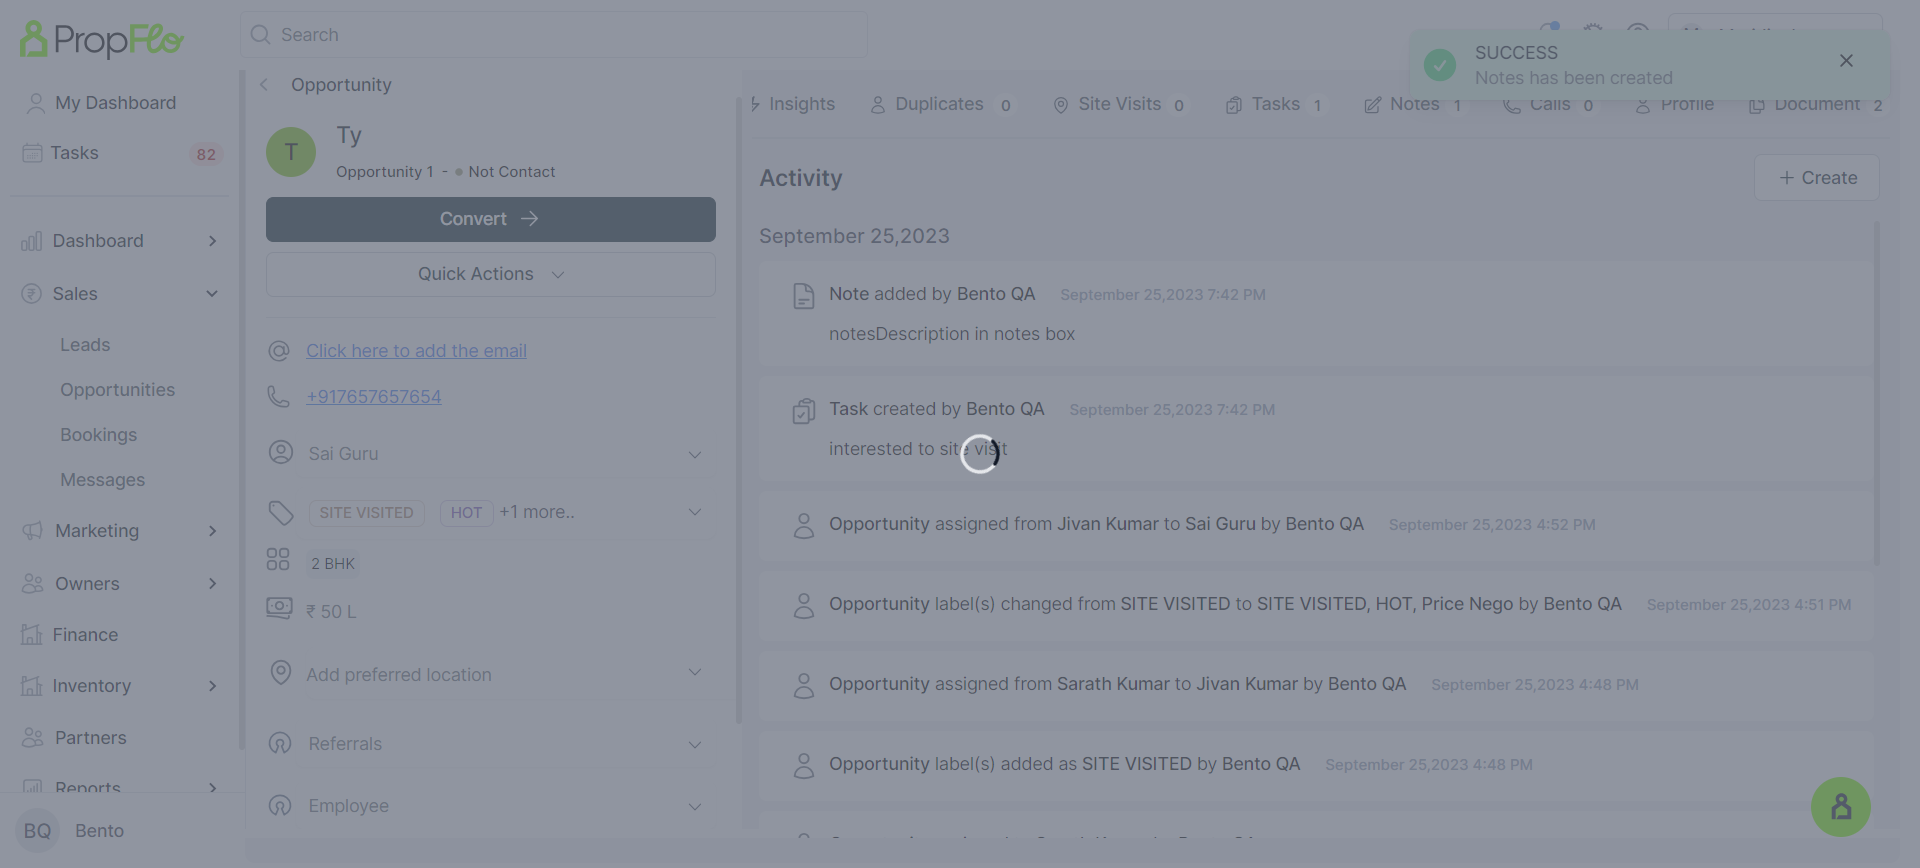 PropFlo
Search
SUCCESS
Notes has been created
My Dashboard
Tasks 82
Dashboard
Sales
Leads
Opportunities
Bookings
Messages
Marketing
Owners
Finance
Inventory
Partners
Reports
BQ Bento
Opportunity
T
Ty
Opportunity 1 - Not Contact
Convert
Quick Actions
Click here to add the email
+917657657654
Sai Guru
SITE VISITED HOT +1 more..
2 BHK
₹ 50 L
Add preferred location
Referrals
Employee
Insights Duplicates 0 Site Visits 0 Tasks 1 Notes 1 Calls 0 Profile Document 2
Activity
+ Create
September 25,2023
Note added by Bento QA September 25,2023 7:42 PM
notesDescription in notes box
Task created by Bento QA September 25,2023 7:42 PM
interested to site visit
Opportunity assigned from Jivan Kumar to Sai Guru by Bento QA September 25,2023 4:52 PM
Opportunity label(s) changed from SITE VISITED to SITE VISITED, HOT, Price Nego by Bento QA September 25,2023 4:51 PM
Opportunity assigned from Sarath Kumar to Jivan Kumar by Bento QA September 25,2023 4:48 PM
Opportunity label(s) added as SITE VISITED by Bento QA September 25,2023 4:48 PM